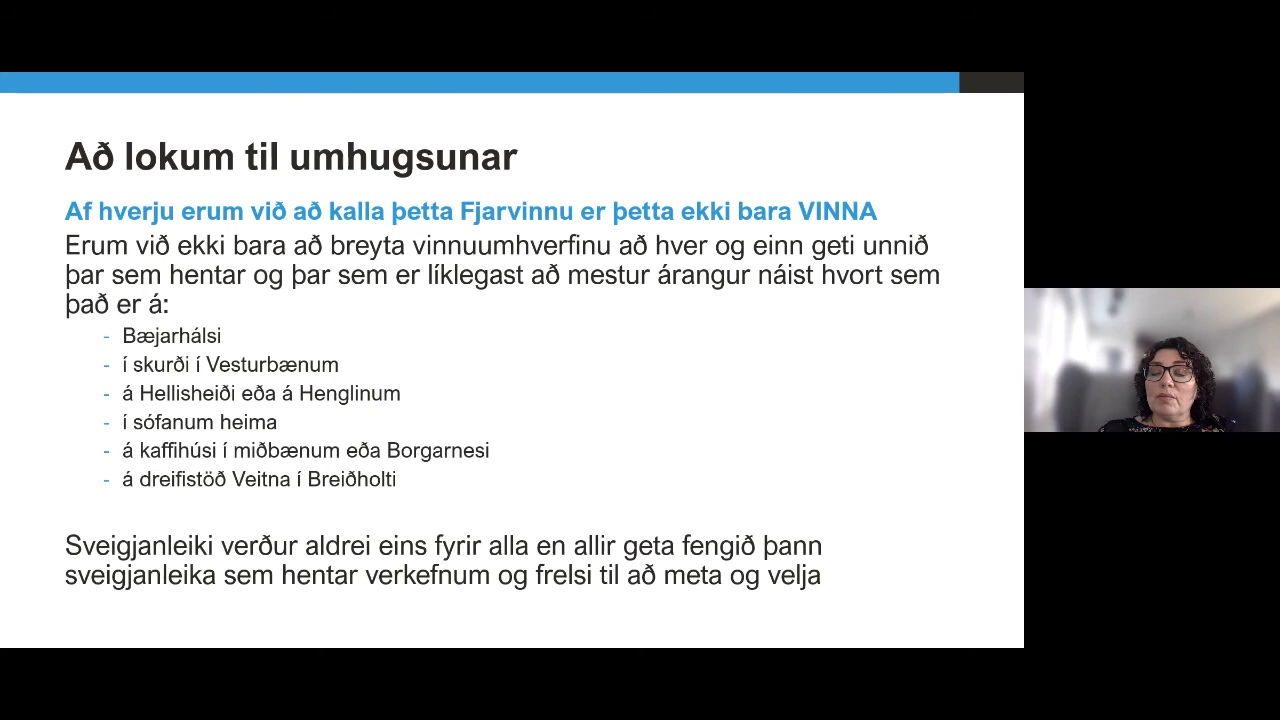 Að lokum til umhugsunar
Af hverju erum við að kalla þetta Fjarvinnu er þetta ekki bara VINNA
Erum við ekki bara að breyta vinnuumhverfinu að hver og einn geti unnið
þar sem hentar og þar sem er líklegast að mestur árangur náist hvort sem
það er á:
- Bæjarhálsi
- í skurði í Vesturbænum
- á Hellisheiði eða á Henglinum
- í sófanum heima
- á kaffihúsi í miðbænum eða Borgarnesi
- á dreifistöð Veitna í Breiðholti
Sveigjanleiki verður aldrei eins fyrir alla en allir geta fengið þann
sveigjanleika sem hentar verkefnum og frelsi til að meta og velja